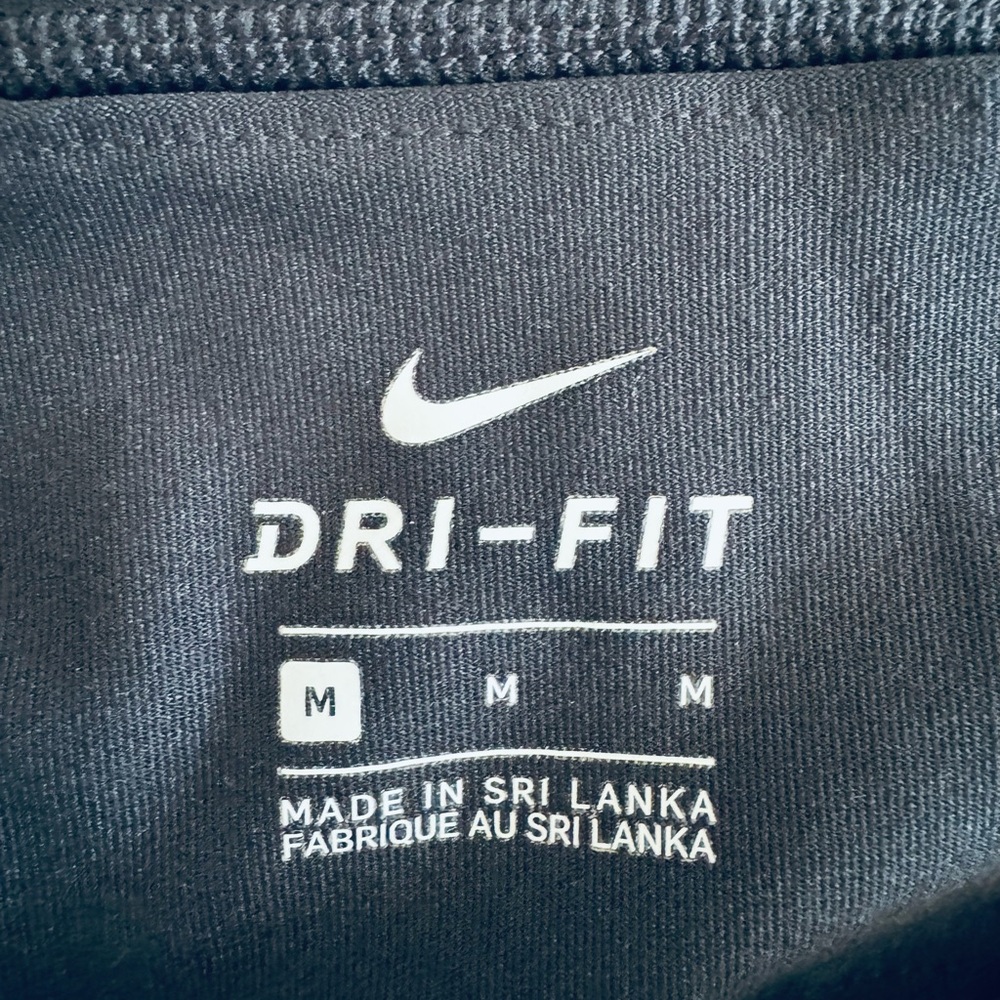 DRI-FIT
M M M
MADE IN SRI LANKA
FABRIQUE AU SRI LANKA